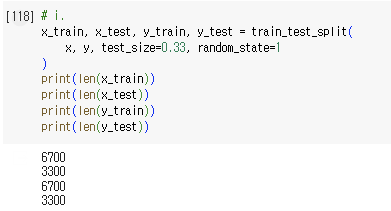 [118] # i.
x_train, x_test, y_train, y_test = train_test_split(
    x, y, test_size=0.33, random_state=1
)
print(len(x_train))
print(len(x_test))
print(len(y_train))
print(len(y_test))
6700
3300
6700
3300